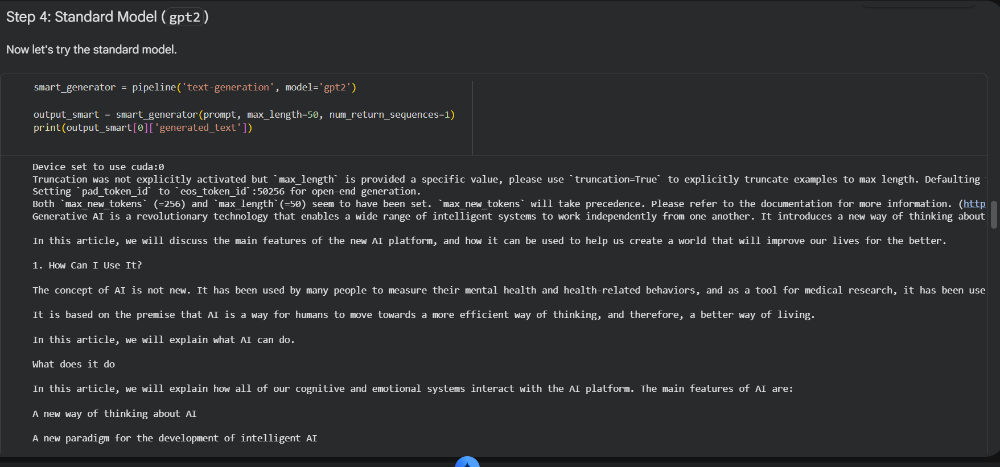 Step 4: Standard Model (gpt2)
Now let's try the standard model.
smart_generator = pipeline('text-generation', model='gpt2')
output_smart = smart_generator(prompt, max_length=50, num_return_sequences=1)
print(output_smart[0]['generated_text'])
Device set to use cuda:0
Truncation was not explicitly activated but `max_length` is provided a specific value, please use `truncation=True` to explicitly truncate examples to max length. Defaulting
Setting `pad_token_id` to `eos_token_id`:50256 for open-end generation.
Both `max_new_tokens` (=256) and `max_length`(=50) seem to have been set. `max_new_tokens` will take precedence. Please refer to the documentation for more information. (http
Generative AI is a revolutionary technology that enables a wide range of intelligent systems to work independently from one another. It introduces a new way of thinking about
In this article, we will discuss the main features of the new AI platform, and how it can be used to help us create a world that will improve our lives for the better.
1. How Can I Use It?
The concept of AI is not new. It has been used by many people to measure their mental health and health-related behaviors, and as a tool for medical research, it has been use
It is based on the premise that AI is a way for humans to move towards a more efficient way of thinking, and therefore, a better way of living.
In this article, we will explain what AI can do.
What does it do
In this article, we will explain how all of our cognitive and emotional systems interact with the AI platform. The main features of AI are:
A new way of thinking about AI
A new paradigm for the development of intelligent AI